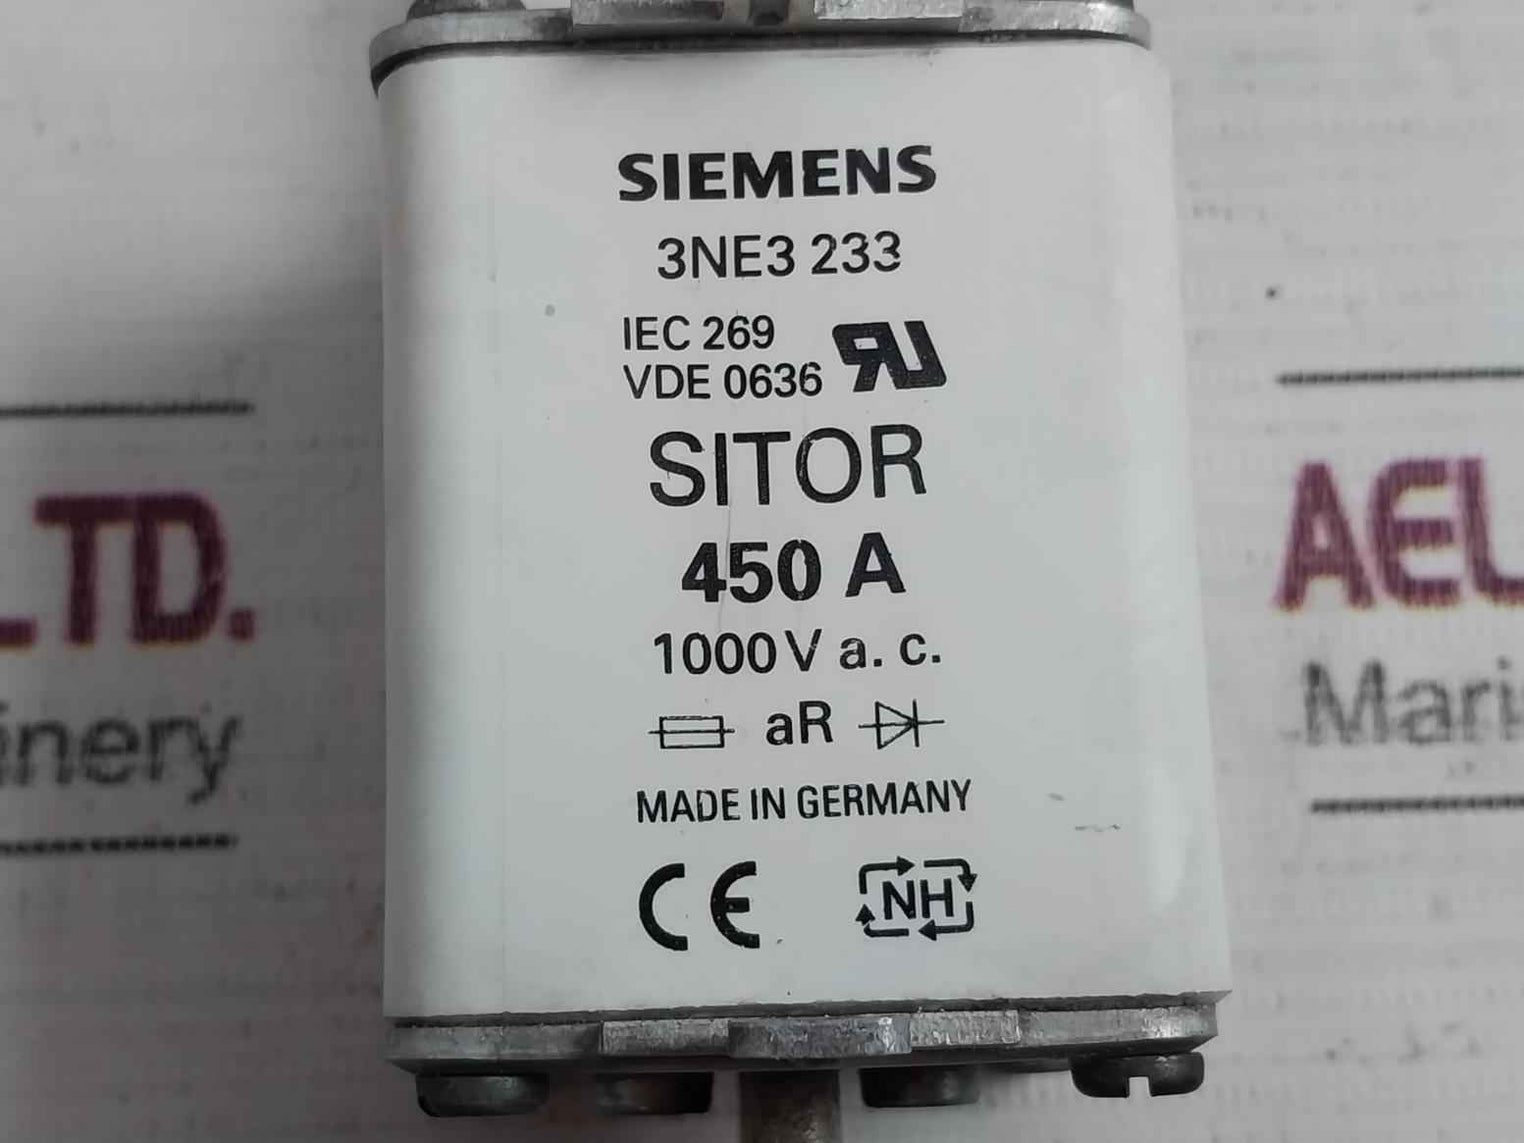 SIEMENS
3NE3 233
IEC 269
VDE 0636
SITOR
450 A
1000 V a. c.
aR
MADE IN GERMANY
CE
NH
LTD.
inery
AEL
Mari